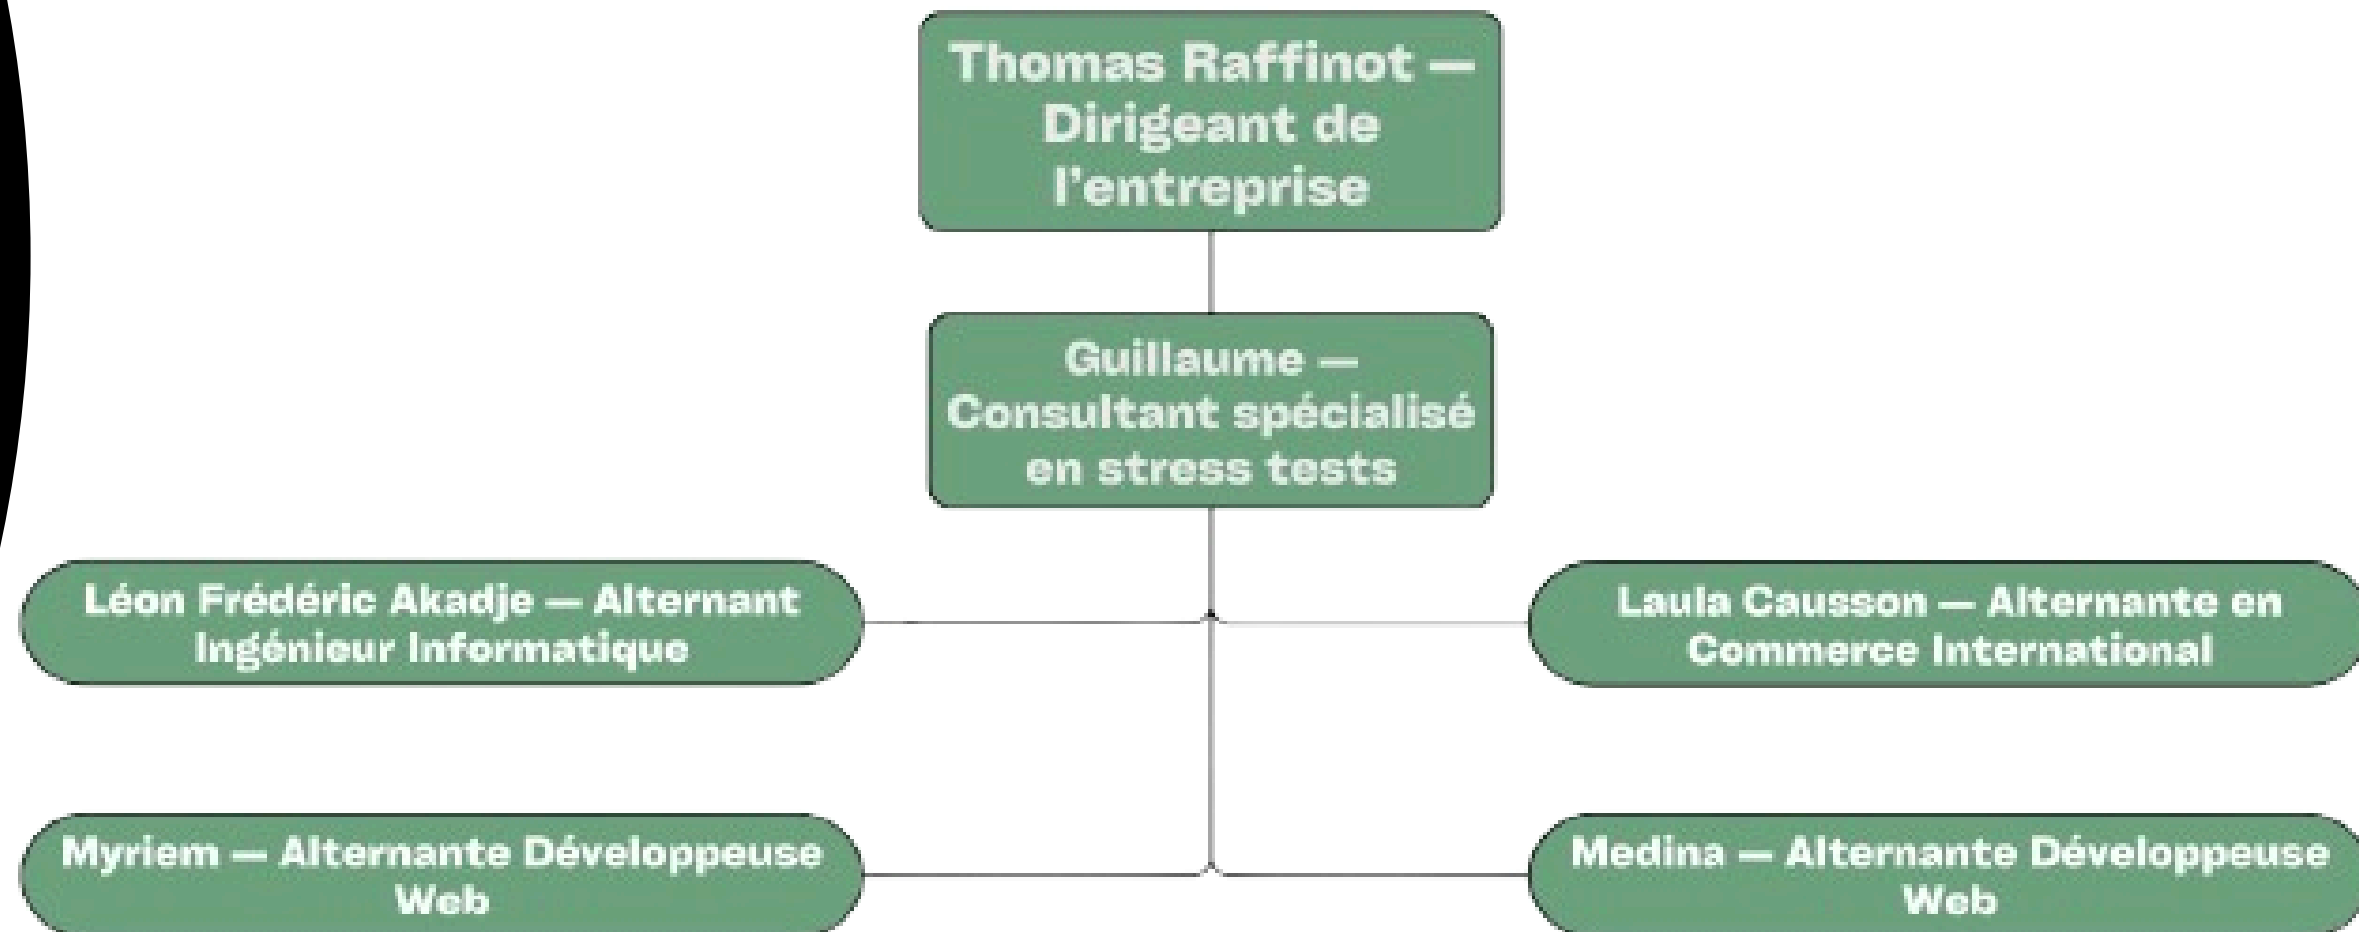 Thomas Raffinot —
Dirigeant de
l'entreprise
Guillaume —
Consultant spécialisé
en stress tests
Léon Frédéric Akadje — Alternant
Ingénieur Informatique
Laula Causson — Alternante en
Commerce International
Myriem — Alternante Développeuse
Web
Medina — Alternante Développeuse
Web